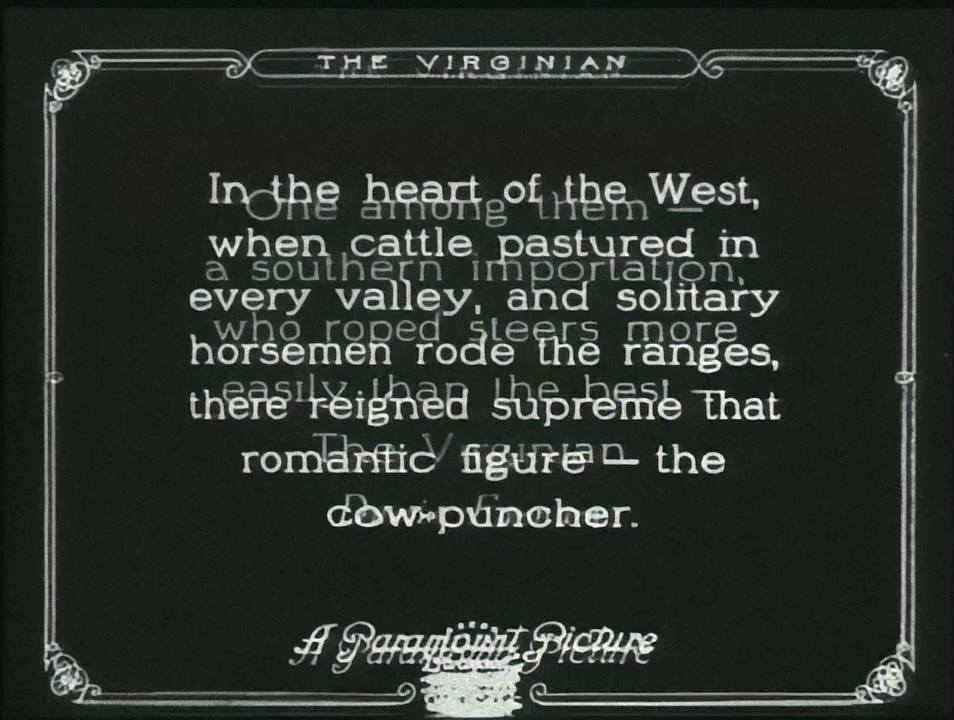 THE VIRGINIAN
In the heart of the West,
when cattle pastured in
every valley, and solitary
horsemen rode the ranges,
there reigned supreme that
romantic figure — the
cow-puncher.
One among them —
a southern importation,
who roped steers more
easily than the best —
The Virginian
A Paramount Picture